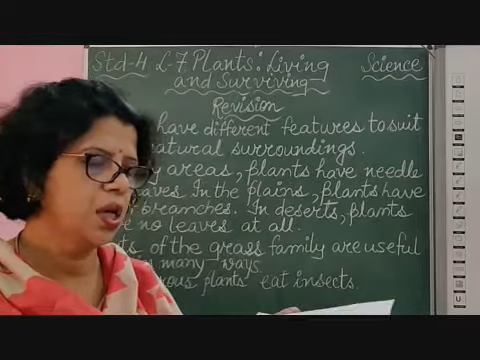 Std-4 L-7 Plants: Living Science
and Surviving
Revision
have different features to suit
natural surroundings.
areas, plants have needle
In the plains, plants have
branches. In deserts, plants
no leaves at all.
of the grass family are useful
in many ways.
plants eat insects.